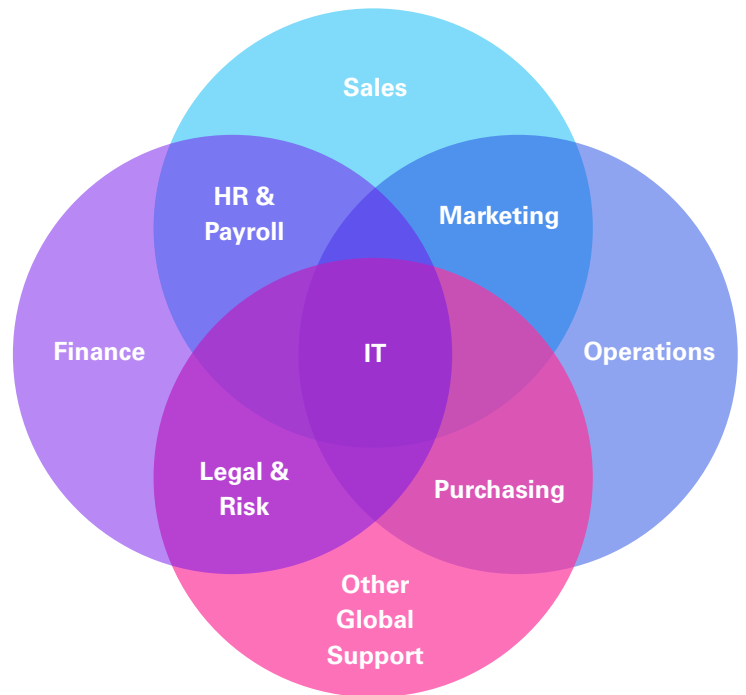 Sales
HR &
Payroll
Marketing
Finance
IT
Operations
Legal &
Risk
Purchasing
Other
Global
Support